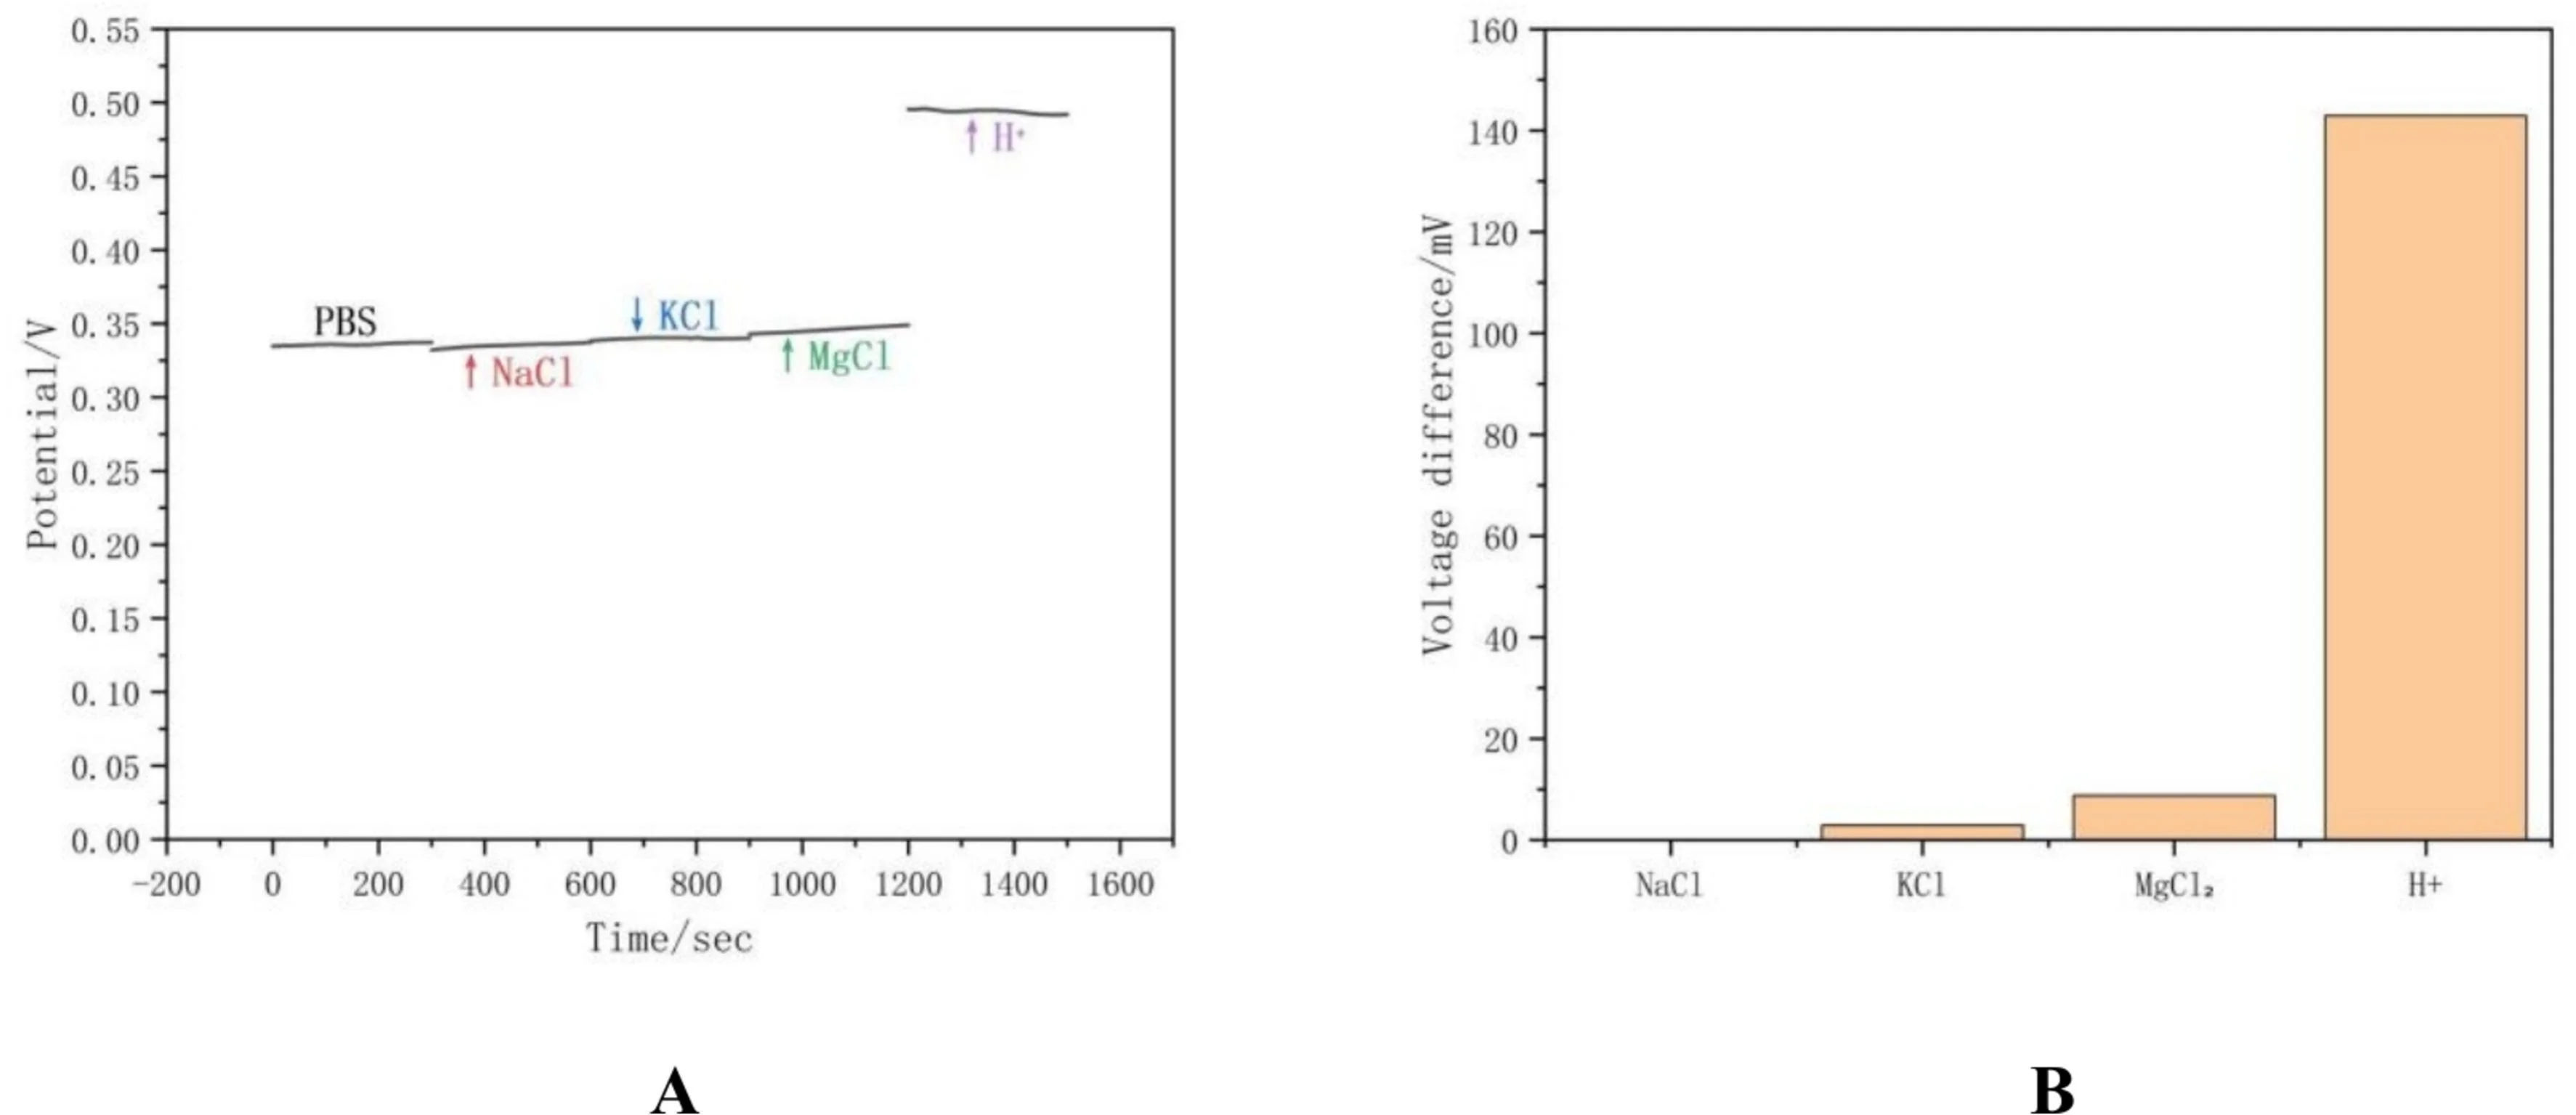 0.55
0.50
0.45
0.40
0.35
0.30
0.25
0.20
0.15
0.10
0.05
0.00
Potential/V
PBS
↑ NaCl
↓ KCl
↑ MgCl
↑ H⁺
-200 0 200 400 600 800 1000 1200 1400 1600
Time/sec
A
160
140
120
100
80
60
40
20
0
Voltage difference/mV
NaCl KCl MgCl₂ H+
B